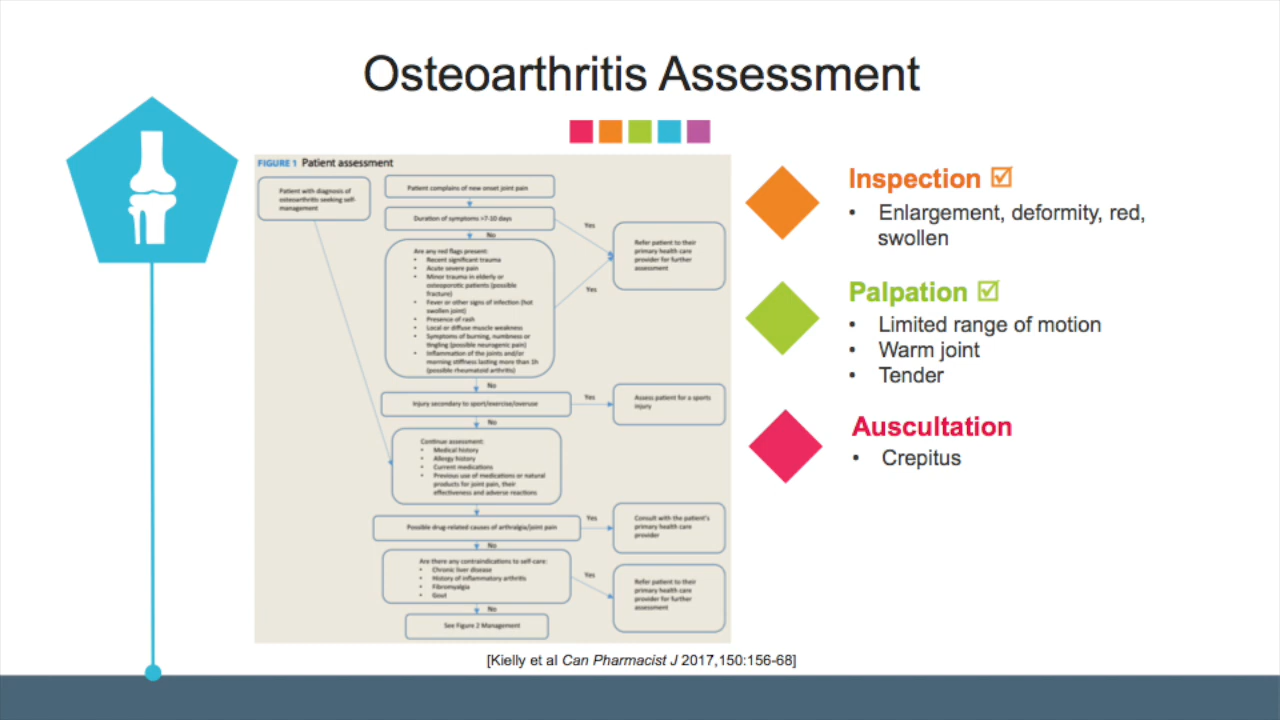 Osteoarthritis Assessment
FIGURE 1 Patient assessment
Patient with diagnosis of
osteoarthritis seeking self-
management
Patient complains of new onset joint pain
Duration of symptoms >7-10 days
Yes
No
Are any red flags present:
• Recent significant trauma
• Acute severe pain
• Minor trauma in elderly or
osteoporotic patients (possible
fracture)
• Fever or other signs of infection (hot
swollen joint)
• Presence of rash
• Local or diffuse muscle weakness
• Symptoms of burning, numbness or
tingling (possible neurogenic pain)
• Inflammation of the joints and/or
morning stiffness lasting more than 1h
(possible rheumatoid arthritis)
Refer patient to their
primary health care
provider for further
assessment
Yes
No
Injury secondary to sport/exercise/overuse
Yes
Assess patient for a sports
injury
No
Continue assessment:
• Medical history
• Allergy history
• Current medications
• Previous use of medications or natural
products for joint pain, their
effectiveness and adverse reactions
Possible drug-related causes of arthralgia/joint pain
Yes
Consult with the patient's
primary health care
provider
No
Are there any contraindications to self-care:
• Chronic liver disease
• History of inflammatory arthritis
• Fibromyalgia
• Gout
Yes
Refer patient to their
primary health care
provider for further
assessment
No
See Figure 2 Management
Inspection ☑
• Enlargement, deformity, red,
swollen
Palpation ☑
• Limited range of motion
• Warm joint
• Tender
Auscultation
• Crepitus
[Kielly et al Can Pharmacist J 2017,150:156-68]